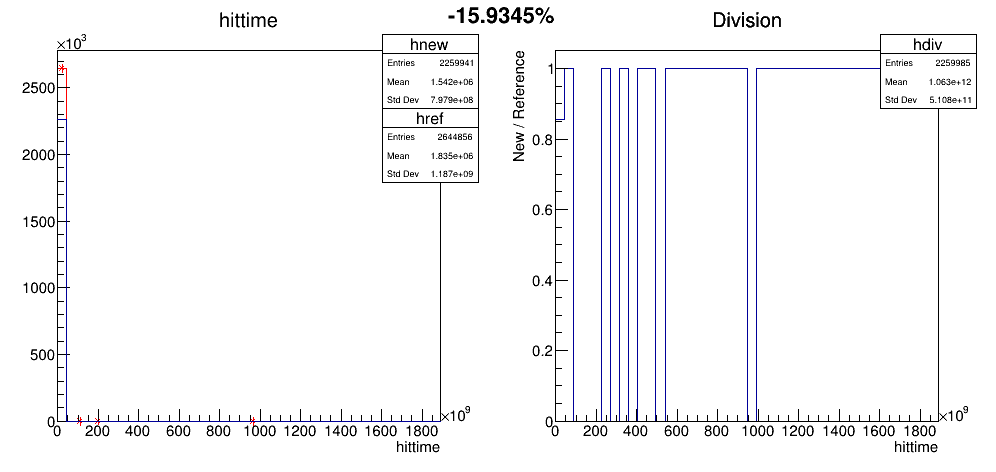 -15.9345%
hittime
×10³
hnew
Entries 2259941
Mean 1.542e+06
Std Dev 7.979e+08
href
Entries 2644856
Mean 1.835e+06
Std Dev 1.187e+09
2500
2000
1500
1000
500
0
0 200 400 600 800 1000 1200 1400 1600 1800
×10⁹
hittime
Division
hdiv
Entries 2259985
Mean 1.063e+12
Std Dev 5.108e+11
New / Reference
1
0.8
0.6
0.4
0.2
0
0 200 400 600 800 1000 1200 1400 1600 1800
×10⁹
hittime